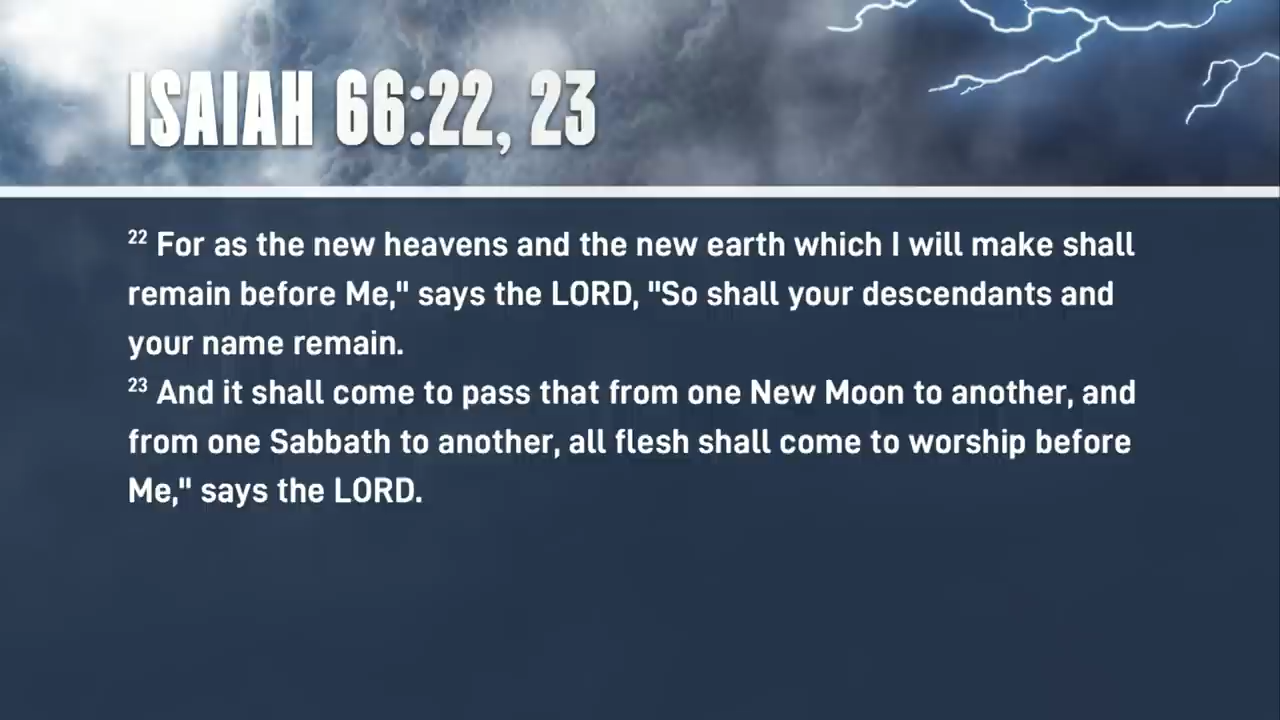 ISAIAH 66:22, 23
22 For as the new heavens and the new earth which I will make shall
remain before Me," says the LORD, "So shall your descendants and
your name remain.
23 And it shall come to pass that from one New Moon to another, and
from one Sabbath to another, all flesh shall come to worship before
Me," says the LORD.